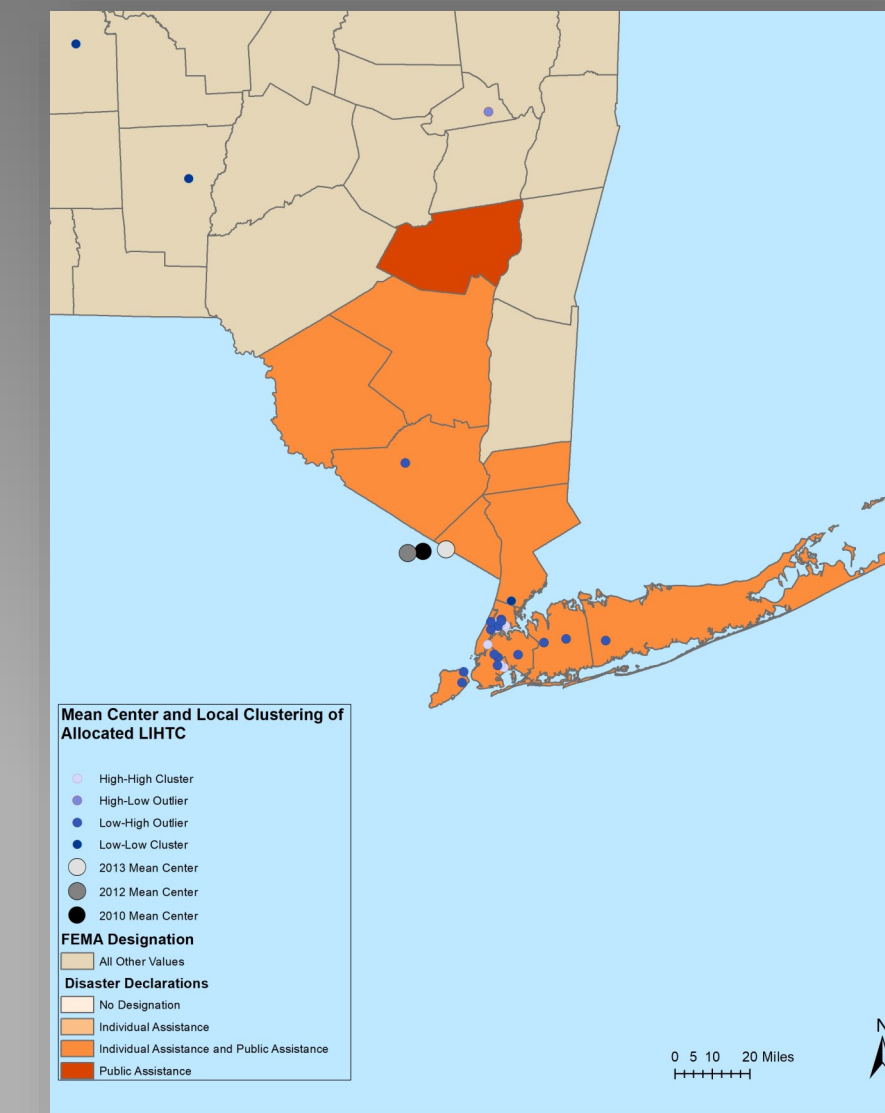 Mean Center and Local Clustering of
Allocated LIHTC
High-High Cluster
High-Low Outlier
Low-High Outlier
Low-Low Cluster
2013 Mean Center
2012 Mean Center
2010 Mean Center
FEMA Designation
All Other Values
Disaster Declarations
No Designation
Individual Assistance
Individual Assistance and Public Assistance
Public Assistance
0 5 10 20 Miles
N